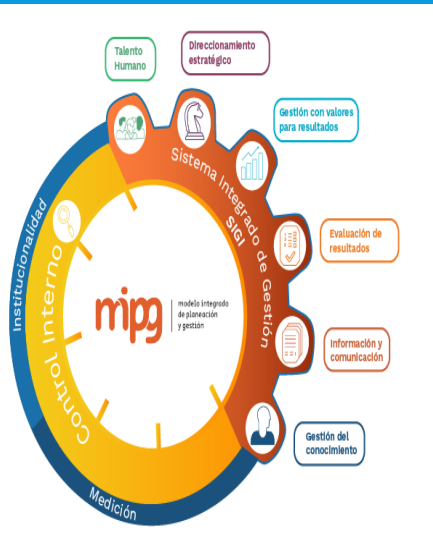 Talento
Humano
Direccionamiento
estratégico
Gestión con valores
para resultados
Evaluación de
resultados
Información y
comunicación
Gestión del
conocimiento
Sistema Integrado de Gestión
SIGI
Institucionalidad
Control Interno
Medición
mipg
modelo integrado
de planeación
y gestión